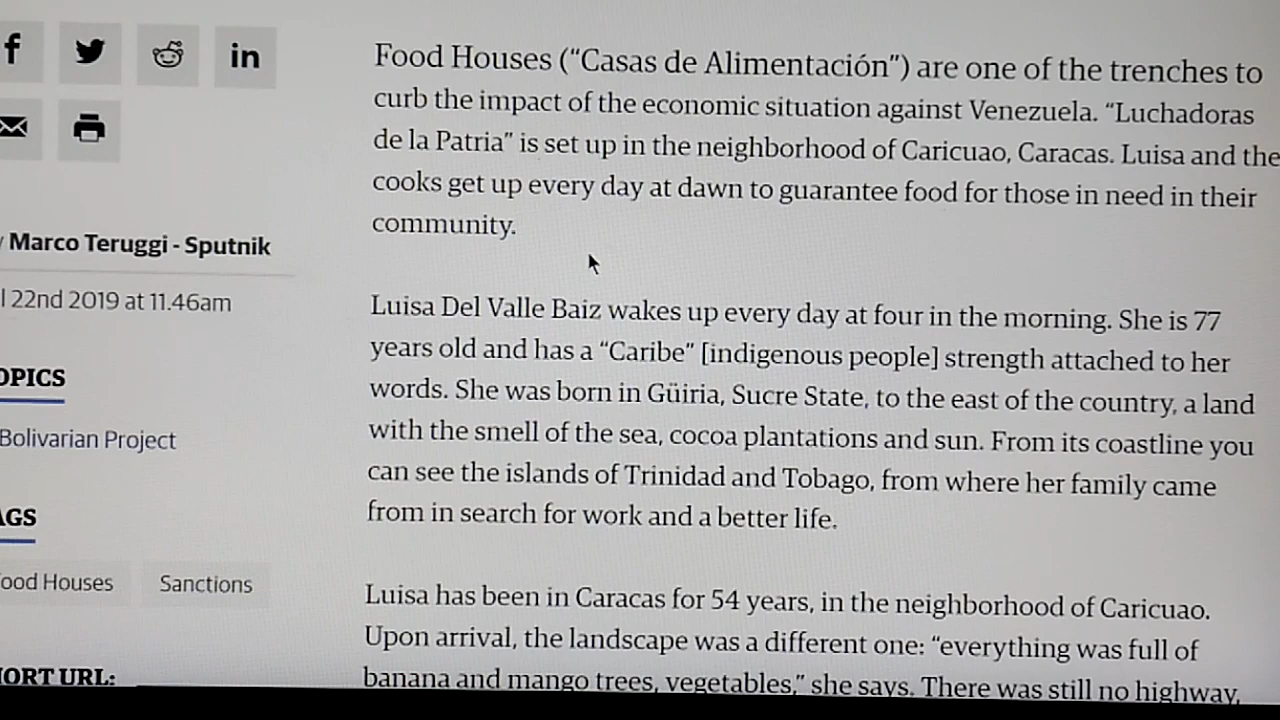 Food Houses (“Casas de Alimentación”) are one of the trenches to
curb the impact of the economic situation against Venezuela. “Luchadoras
de la Patria” is set up in the neighborhood of Caricuao, Caracas. Luisa and the
cooks get up every day at dawn to guarantee food for those in need in their
community.
Marco Teruggi - Sputnik
22nd 2019 at 11.46am
OPICS
Bolivarian Project
AGS
ood Houses
Sanctions
HORT URL:
Luisa Del Valle Baiz wakes up every day at four in the morning. She is 77
years old and has a “Caribe” [indigenous people] strength attached to her
words. She was born in Güiria, Sucre State, to the east of the country, a land
with the smell of the sea, cocoa plantations and sun. From its coastline you
can see the islands of Trinidad and Tobago, from where her family came
from in search for work and a better life.
Luisa has been in Caracas for 54 years, in the neighborhood of Caricuao.
Upon arrival, the landscape was a different one: “everything was full of
banana and mango trees, vegetables,” she says. There was still no highway,